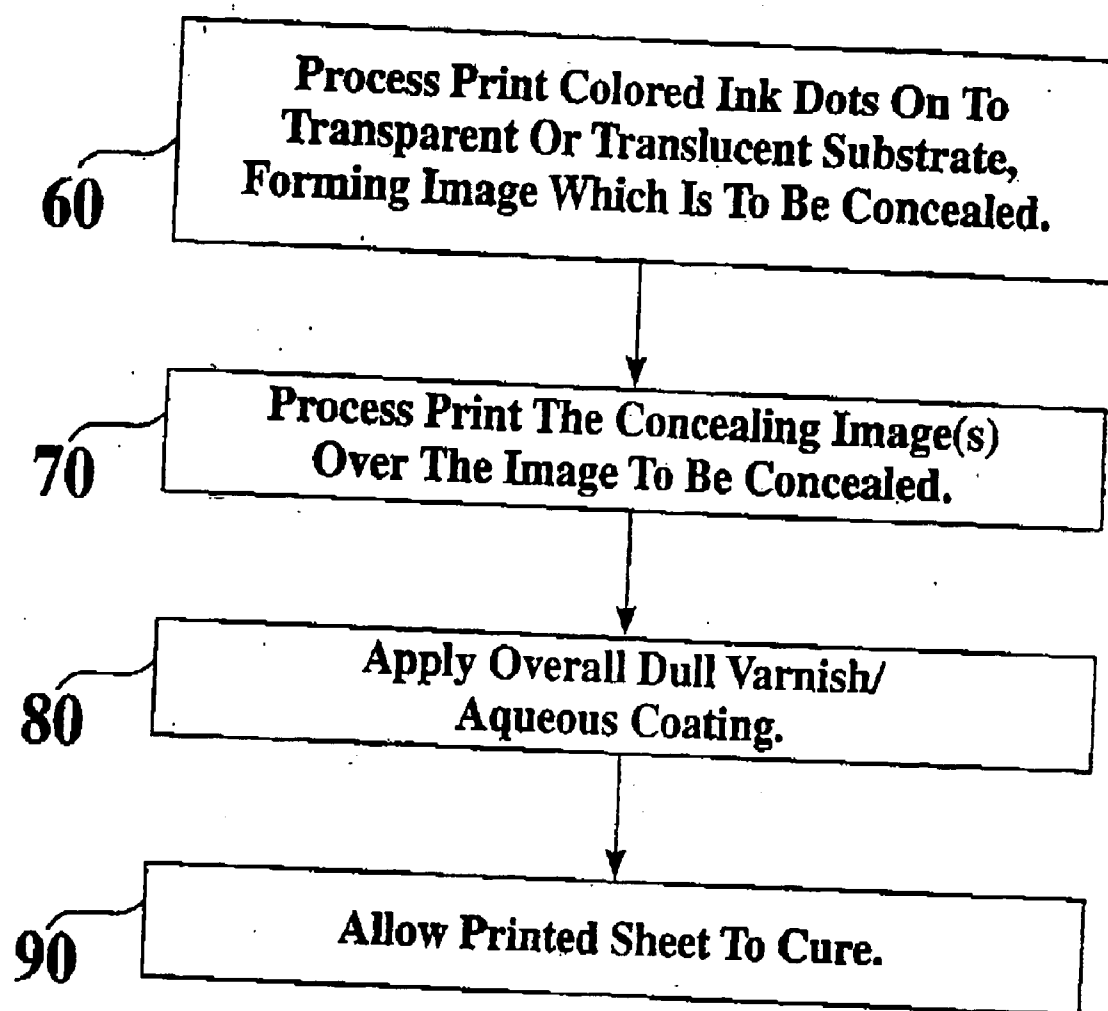 Process Print Colored Ink Dots On To
Transparent Or Translucent Substrate,
Forming Image Which Is To Be Concealed.
60
Process Print The Concealing Image(s)
Over The Image To Be Concealed.
70
Apply Overall Dull Varnish/
Aqueous Coating.
80
Allow Printed Sheet To Cure.
90